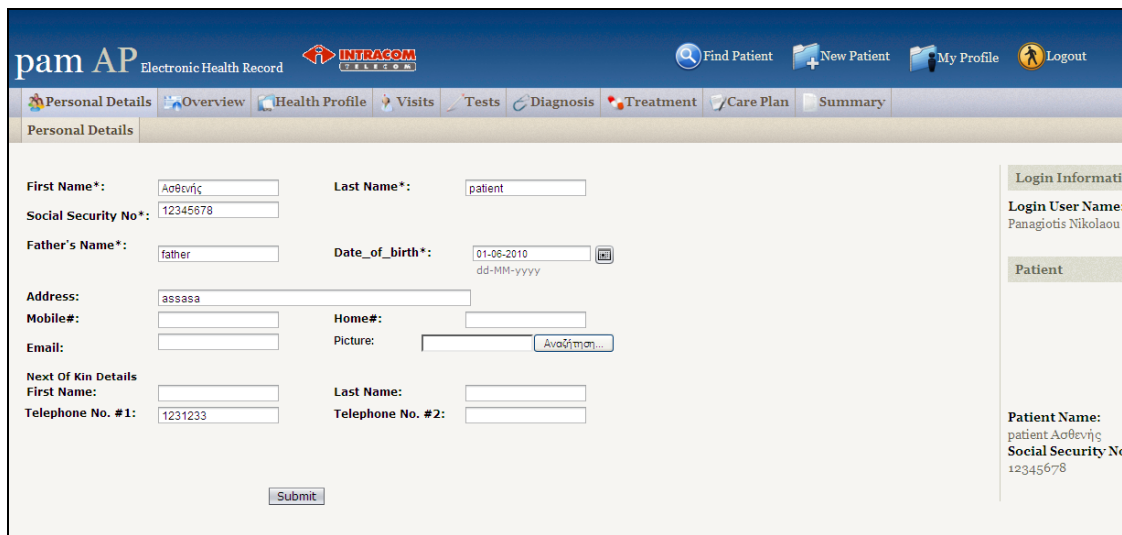 pam AP Electronic Health Record INTRACOM TELECOM Find Patient New Patient My Profile Logout
Personal Details Overview Health Profile Visits Tests Diagnosis Treatment Care Plan Summary
Personal Details
First Name*: Ασθενής Last Name*: patient
Social Security No*: 12345678
Father's Name*: father Date_of_birth*: 01-06-2010
dd-MM-yyyy
Address: assasa
Mobile#: Home#:
Email: Picture: Αναζήτηση...
Next Of Kin Details
First Name: Last Name:
Telephone No. #1: 1231233 Telephone No. #2:
Submit
Login Informati
Login User Name:
Panagiotis Nikolaou
Patient
Patient Name:
patient Ασθενής
Social Security No
12345678